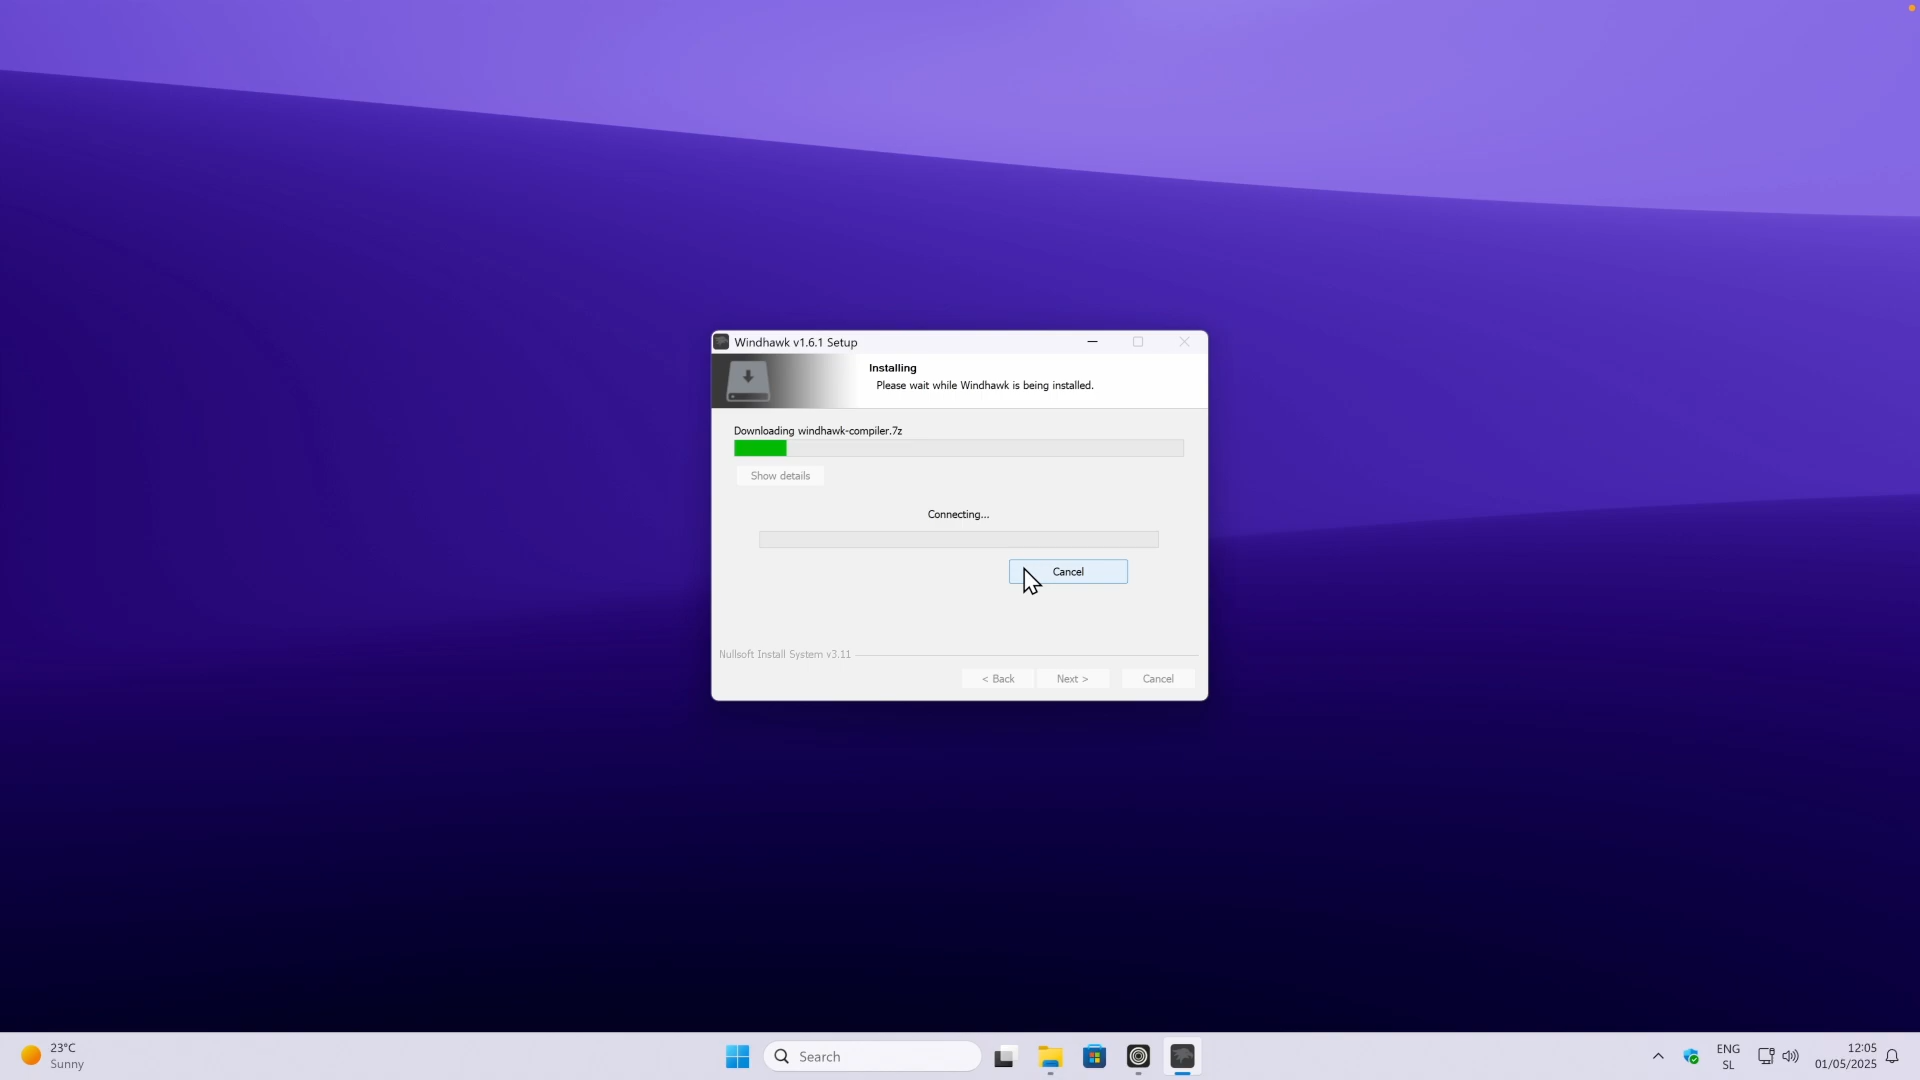 Windhawk v1.6.1 Setup
Installing
Please wait while Windhawk is being installed.
Downloading windhawk-compiler.7z
Show details
Connecting...
Cancel
Nullsoft Install System v3.11
< Back
Next >
Cancel
23°C
Sunny
Search
ENG
SL
12:05
01/05/2025